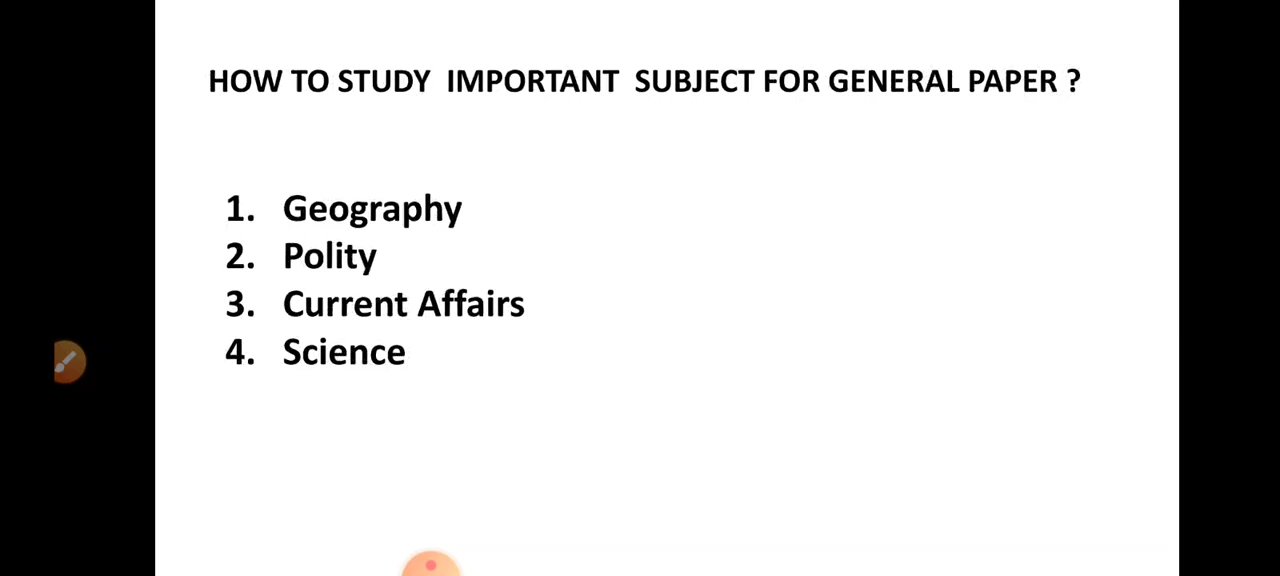 HOW TO STUDY IMPORTANT SUBJECT FOR GENERAL PAPER ?
1. Geography
2. Polity
3. Current Affairs
4. Science